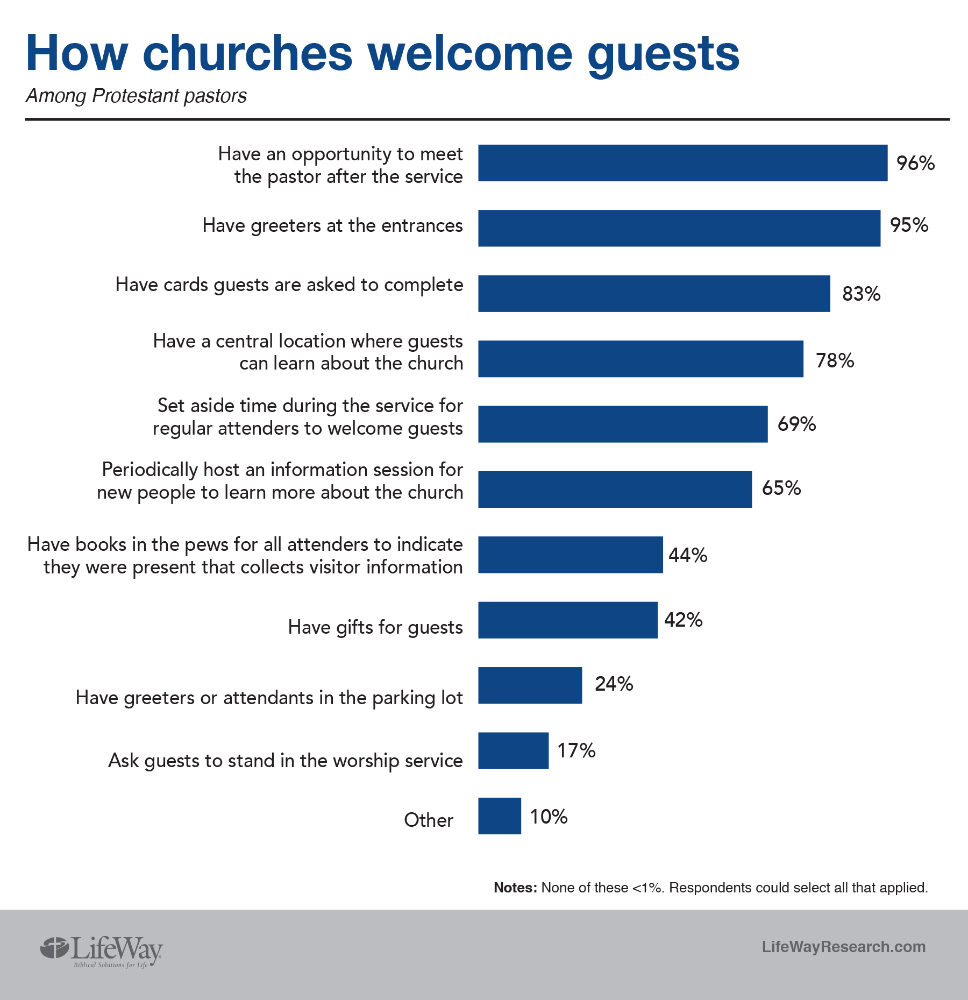 How churches welcome guests
Among Protestant pastors
Have an opportunity to meet
the pastor after the service
96%
Have greeters at the entrances
95%
Have cards guests are asked to complete
83%
Have a central location where guests
can learn about the church
78%
Set aside time during the service for
regular attenders to welcome guests
69%
Periodically host an information session for
new people to learn more about the church
65%
Have books in the pews for all attenders to indicate
they were present that collects visitor information
44%
Have gifts for guests
42%
Have greeters or attendants in the parking lot
24%
Ask guests to stand in the worship service
17%
Other
10%
Notes: None of these <1%. Respondents could select all that applied.
LifeWay®
Biblical Solutions for Life
LifeWayResearch.com